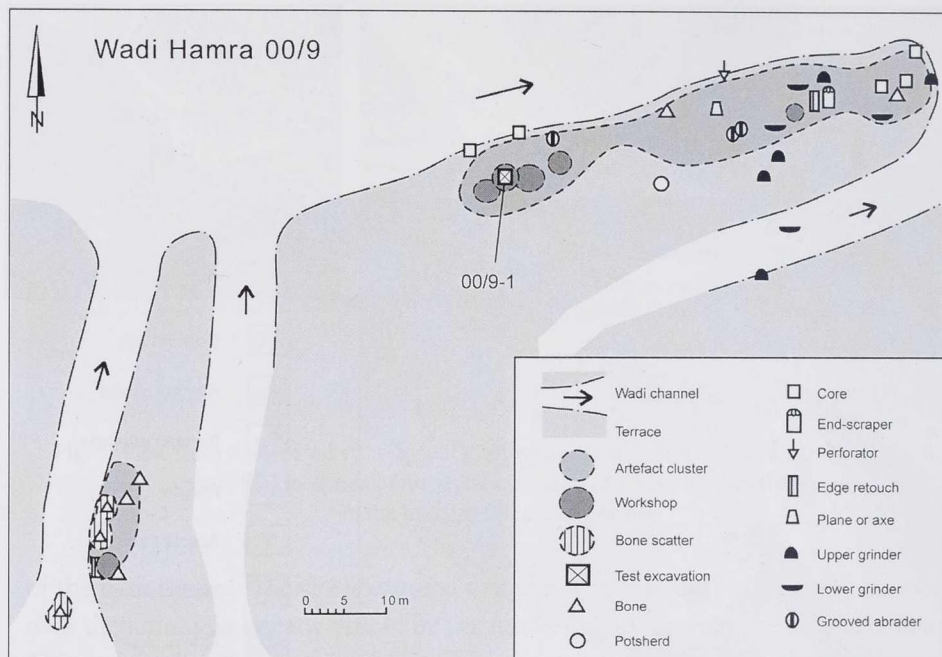 Wadi Hamra 00/9
N
00/9-1
Wadi channel
Terrace
Artefact cluster
Workshop
Bone scatter
Test excavation
Bone
Potsherd
Core
End-scraper
Perforator
Edge retouch
Plane or axe
Upper grinder
Lower grinder
Grooved abrader
0 5 10 m